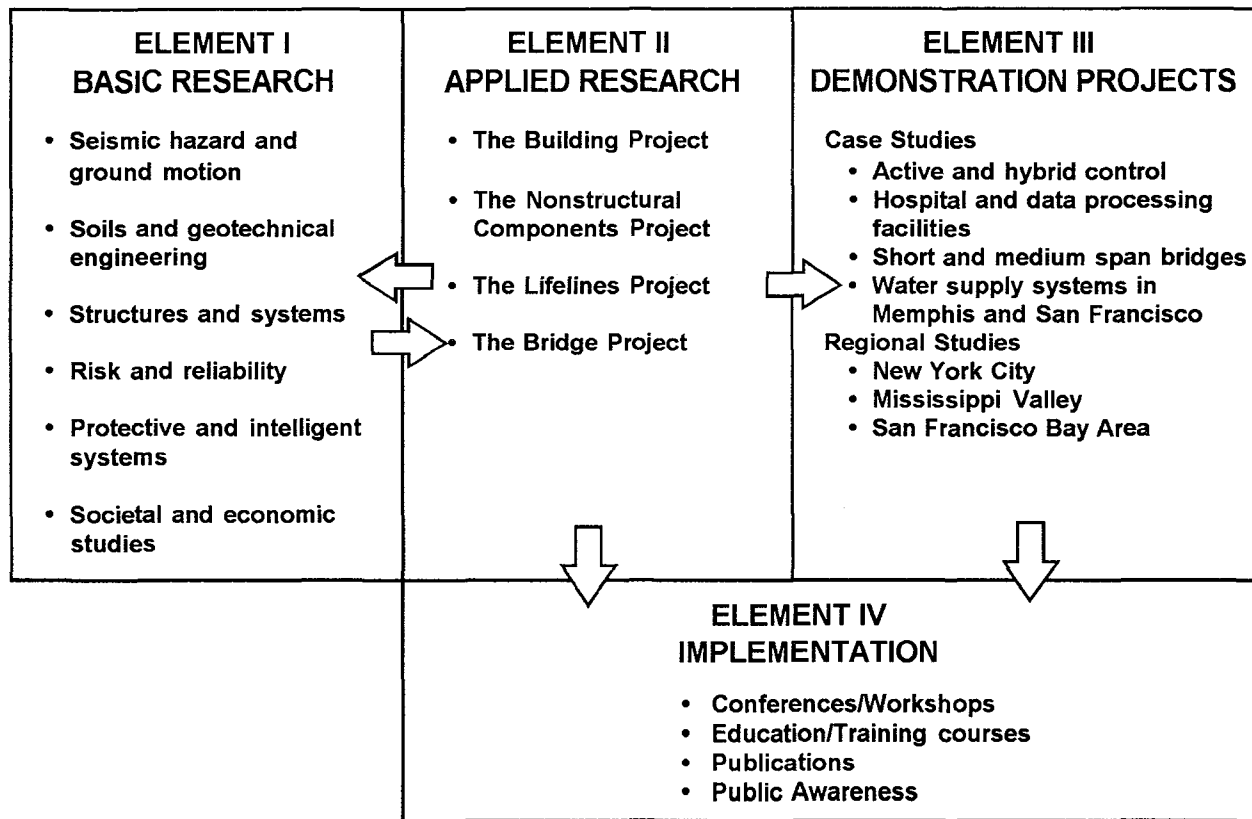 ELEMENT I
BASIC RESEARCH
• Seismic hazard and
ground motion
• Soils and geotechnical
engineering
• Structures and systems
• Risk and reliability
• Protective and intelligent
systems
• Societal and economic
studies
ELEMENT II
APPLIED RESEARCH
• The Building Project
• The Nonstructural
Components Project
• The Lifelines Project
• The Bridge Project
ELEMENT III
DEMONSTRATION PROJECTS
Case Studies
• Active and hybrid control
• Hospital and data processing
facilities
• Short and medium span bridges
• Water supply systems in
Memphis and San Francisco
Regional Studies
• New York City
• Mississippi Valley
• San Francisco Bay Area
ELEMENT IV
IMPLEMENTATION
• Conferences/Workshops
• Education/Training courses
• Publications
• Public Awareness